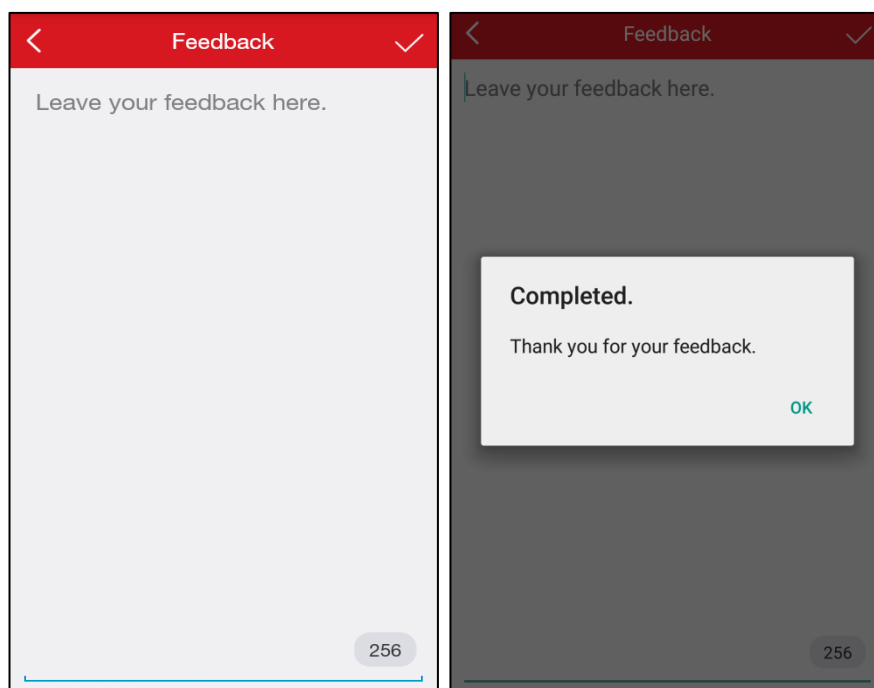 Feedback
Leave your feedback here.
256
Feedback
Leave your feedback here.
Completed.
Thank you for your feedback.
OK
256